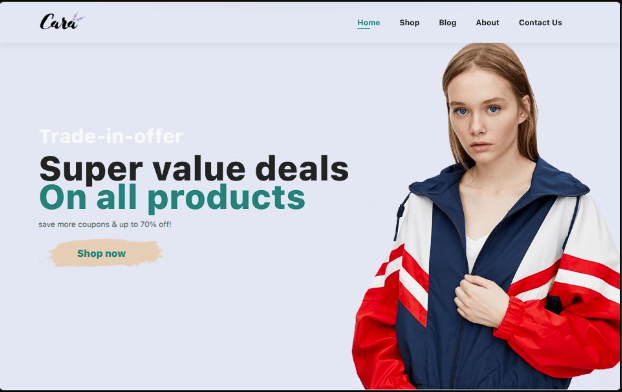 Cara
Home Shop Blog About Contact Us
Trade-in-offer
Super value deals
On all products
save more coupons & up to 70% off!
Shop now